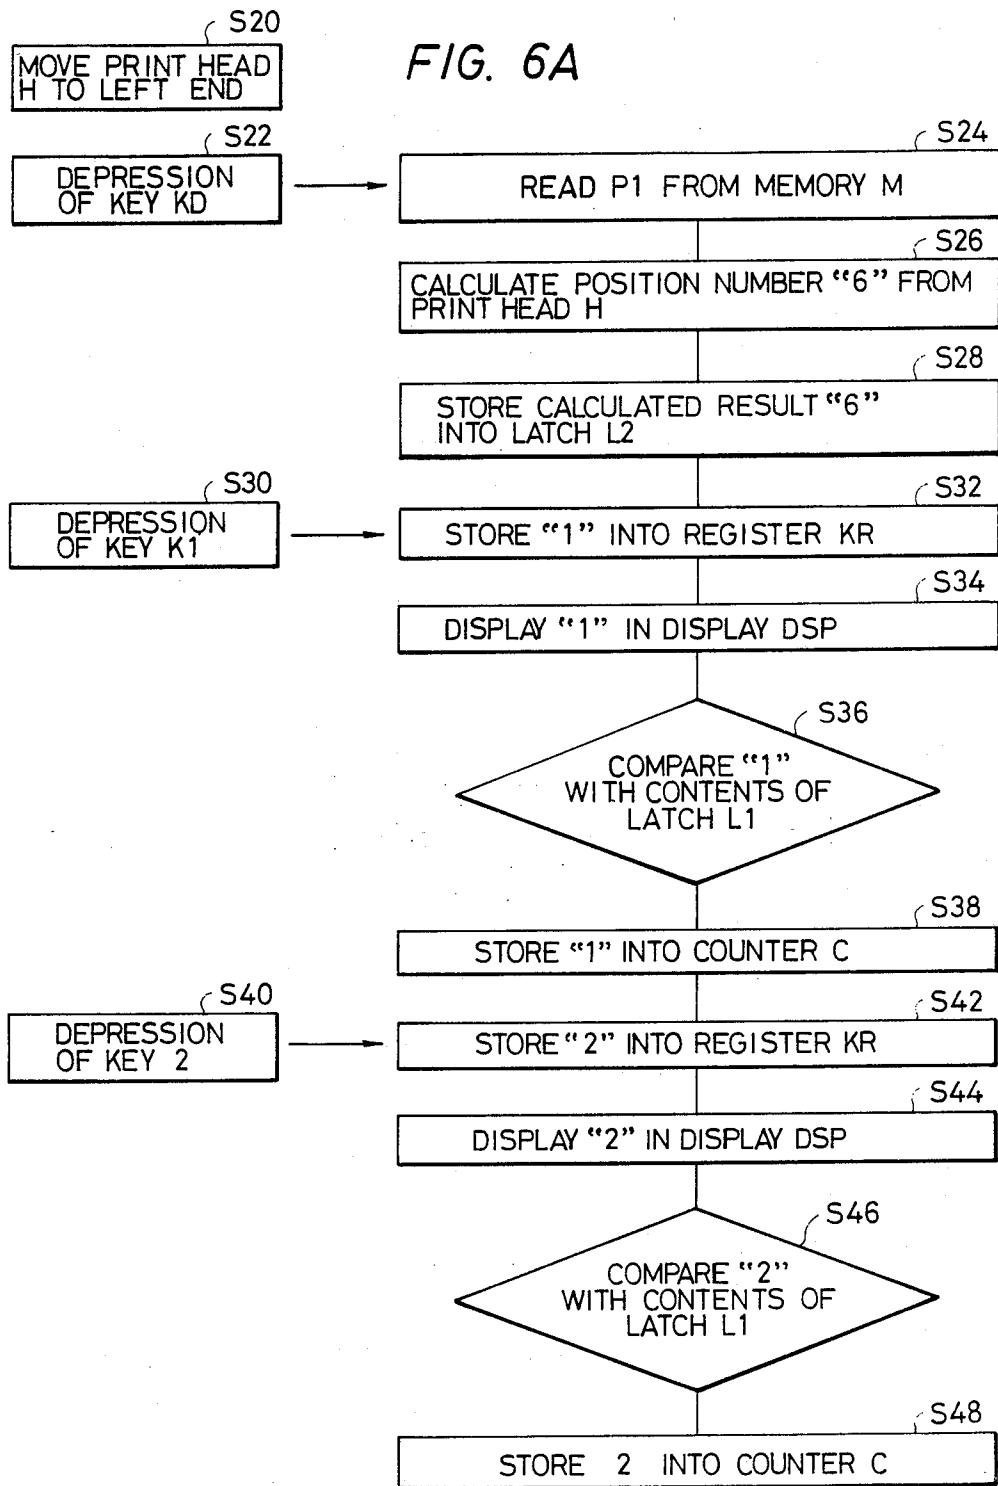 FIG. 6A
S20
MOVE PRINT HEAD
H TO LEFT END
S22
DEPRESSION
OF KEY KD
S24
READ P1 FROM MEMORY M
S26
CALCULATE POSITION NUMBER “6” FROM
PRINT HEAD H
S28
STORE CALCULATED RESULT “6”
INTO LATCH L2
S30
DEPRESSION
OF KEY K1
S32
STORE “1” INTO REGISTER KR
S34
DISPLAY “1” IN DISPLAY DSP
S36
COMPARE “1”
WITH CONTENTS OF
LATCH L1
S38
STORE “1” INTO COUNTER C
S40
DEPRESSION
OF KEY 2
S42
STORE “2” INTO REGISTER KR
S44
DISPLAY “2” IN DISPLAY DSP
S46
COMPARE “2”
WITH CONTENTS OF
LATCH L1
S48
STORE 2 INTO COUNTER C